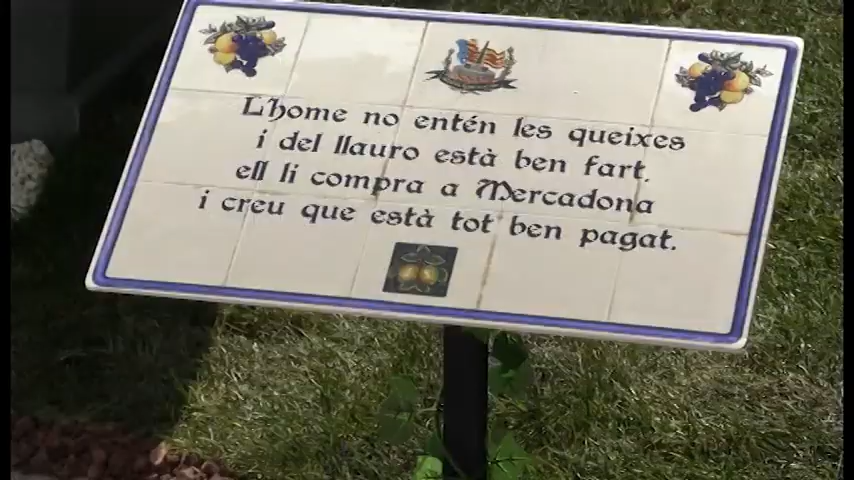 L'home no entén les queixes
i del llauro està ben fart.
ell li compra a Mercadona
i creu que està tot ben pagat.